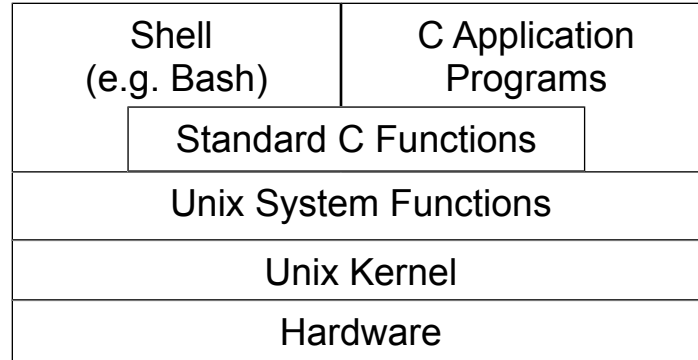 Shell
(e.g. Bash)
C Application
Programs
Standard C Functions
Unix System Functions
Unix Kernel
Hardware